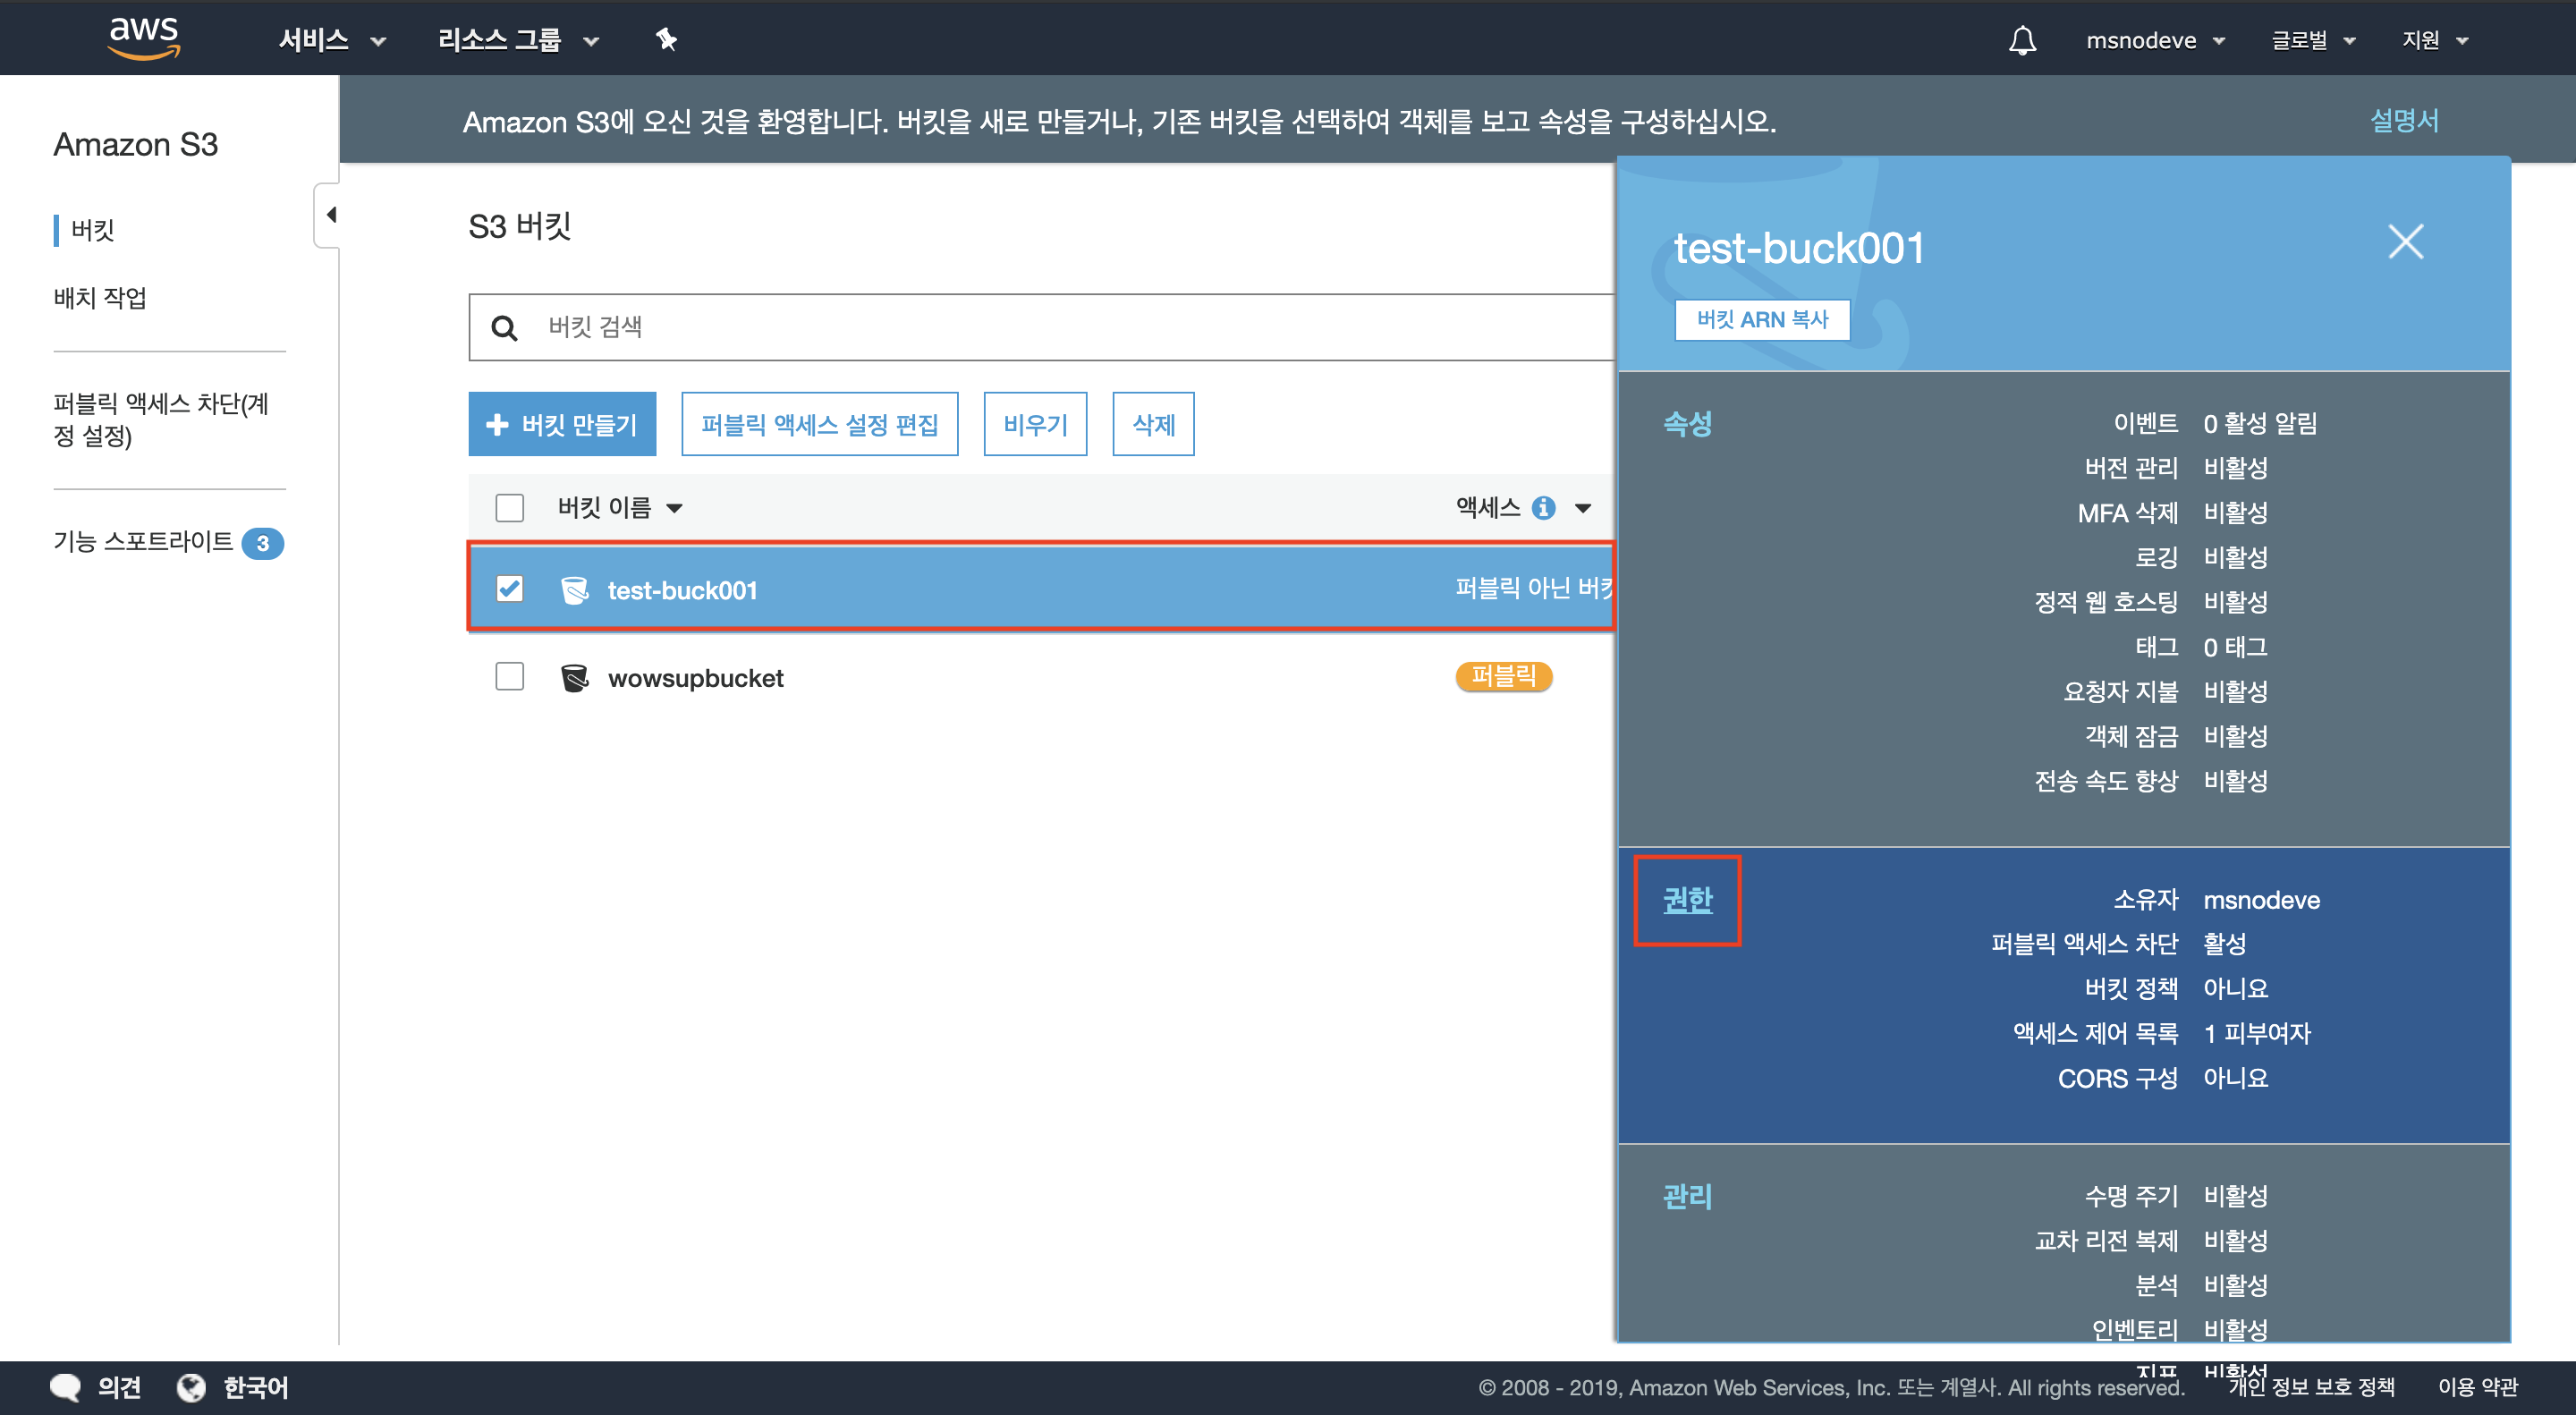 aws
서비스
리소스 그룹
msnodeve
글로벌
지원
Amazon S3
버킷
배치 작업
퍼블릭 액세스 차단(계
정 설정)
기능 스포트라이트 3
Amazon S3에 오신 것을 환영합니다. 버킷을 새로 만들거나, 기존 버킷을 선택하여 객체를 보고 속성을 구성하십시오.
설명서
S3 버킷
버킷 검색
버킷 만들기
퍼블릭 액세스 설정 편집
비우기
삭제
버킷 이름
액세스
test-buck001
퍼블릭 아닌 버킷
wowsupbucket
퍼블릭
test-buck001
버킷 ARN 복사
속성
이벤트 0 활성 알림
버전 관리 비활성
MFA 삭제 비활성
로깅 비활성
정적 웹 호스팅 비활성
태그 0 태그
요청자 지불 비활성
객체 잠금 비활성
전송 속도 향상 비활성
권한
소유자 msnodeve
퍼블릭 액세스 차단 활성
버킷 정책 아니요
액세스 제어 목록 1 피부여자
CORS 구성 아니요
관리
수명 주기 비활성
교차 리전 복제 비활성
분석 비활성
인벤토리 비활성
지표 비활성
의견
한국어
© 2008 - 2019, Amazon Web Services, Inc. 또는 계열사. All rights reserved.
개인 정보 보호 정책
이용 약관